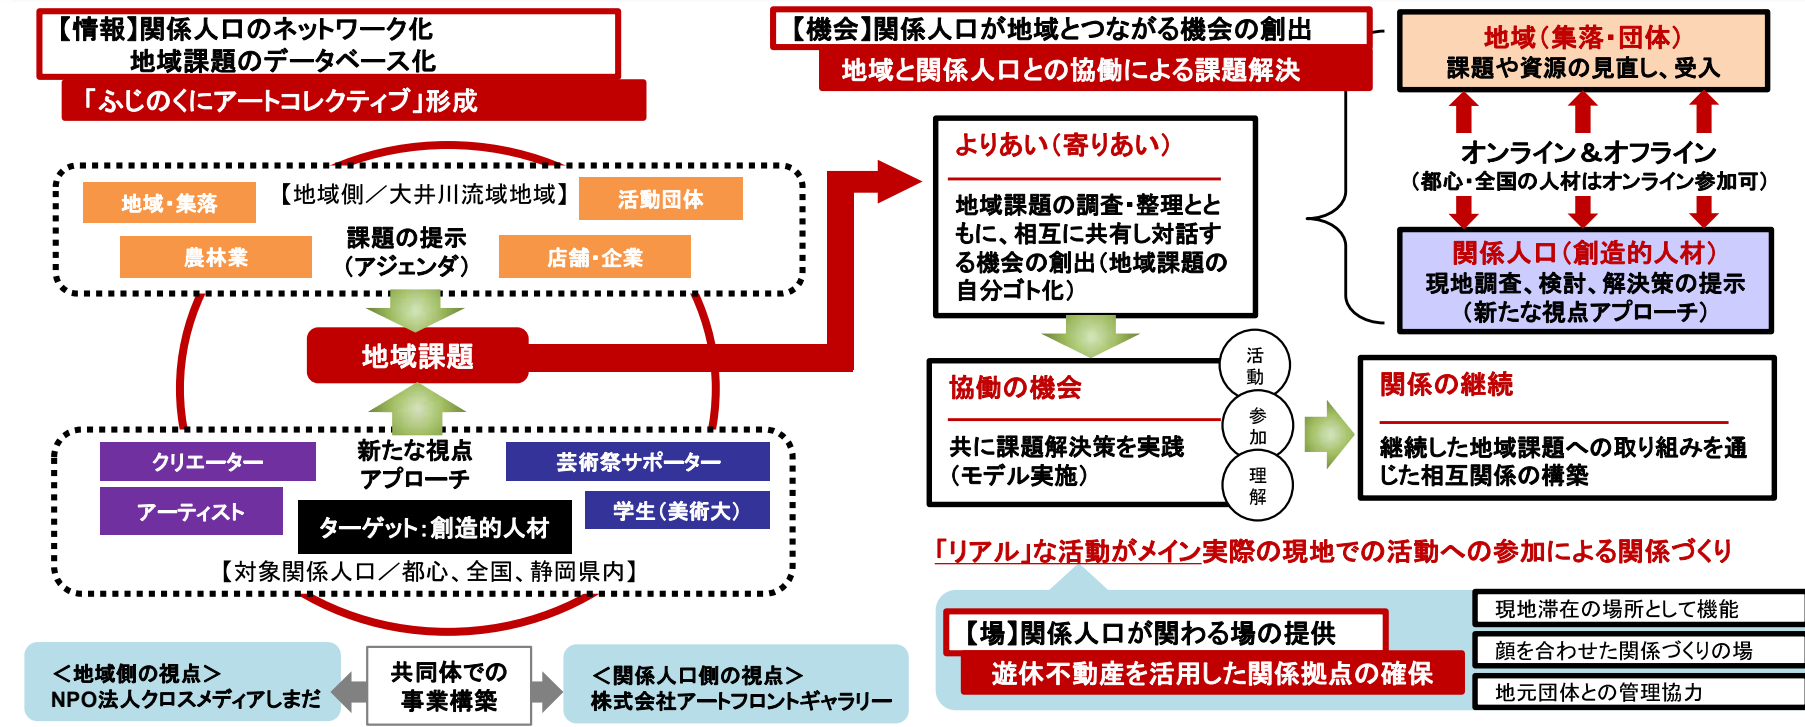 【情報】関係人口のネットワーク化
地域課題のデータベース化
「ふじのくにアートコレクティブ」形成
【地域側／大井川流域地域】
地域・集落
活動団体
農林業
課題の提示
（アジェンダ）
店舗・企業
地域課題
クリエーター
新たな視点
アプローチ
芸術祭サポーター
アーティスト
ターゲット：創造的人材
学生（美術大）
【対象関係人口／都心、全国、静岡県内】
＜地域側の視点＞
NPO法人クロスメディアしまだ
共同体での
事業構築
＜関係人口側の視点＞
株式会社アートフロントギャラリー
【機会】関係人口が地域とつながる機会の創出
地域と関係人口との協働による課題解決
よりあい（寄りあい）
地域課題の調査・整理とと
もに、相互に共有し対話す
る機会の創出（地域課題の
自分ゴト化）
地域（集落・団体）
課題や資源の見直し、受入
オンライン＆オフライン
（都心・全国の人材はオンライン参加可）
関係人口（創造的人材）
現地調査、検討、解決策の提示
（新たな視点アプローチ）
協働の機会
共に課題解決策を実践
（モデル実施）
活動
参加
理解
関係の継続
継続した地域課題への取り組みを通
じた相互関係の構築
「リアル」な活動がメイン実際の現地での活動への参加による関係づくり
【場】関係人口が関わる場の提供
遊休不動産を活用した関係拠点の確保
現地滞在の場所として機能
顔を合わせた関係づくりの場
地元団体との管理協力